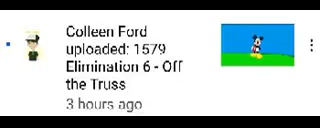 Colleen Ford
uploaded: 1579
Elimination 6 - Off
the Truss
3 hours ago